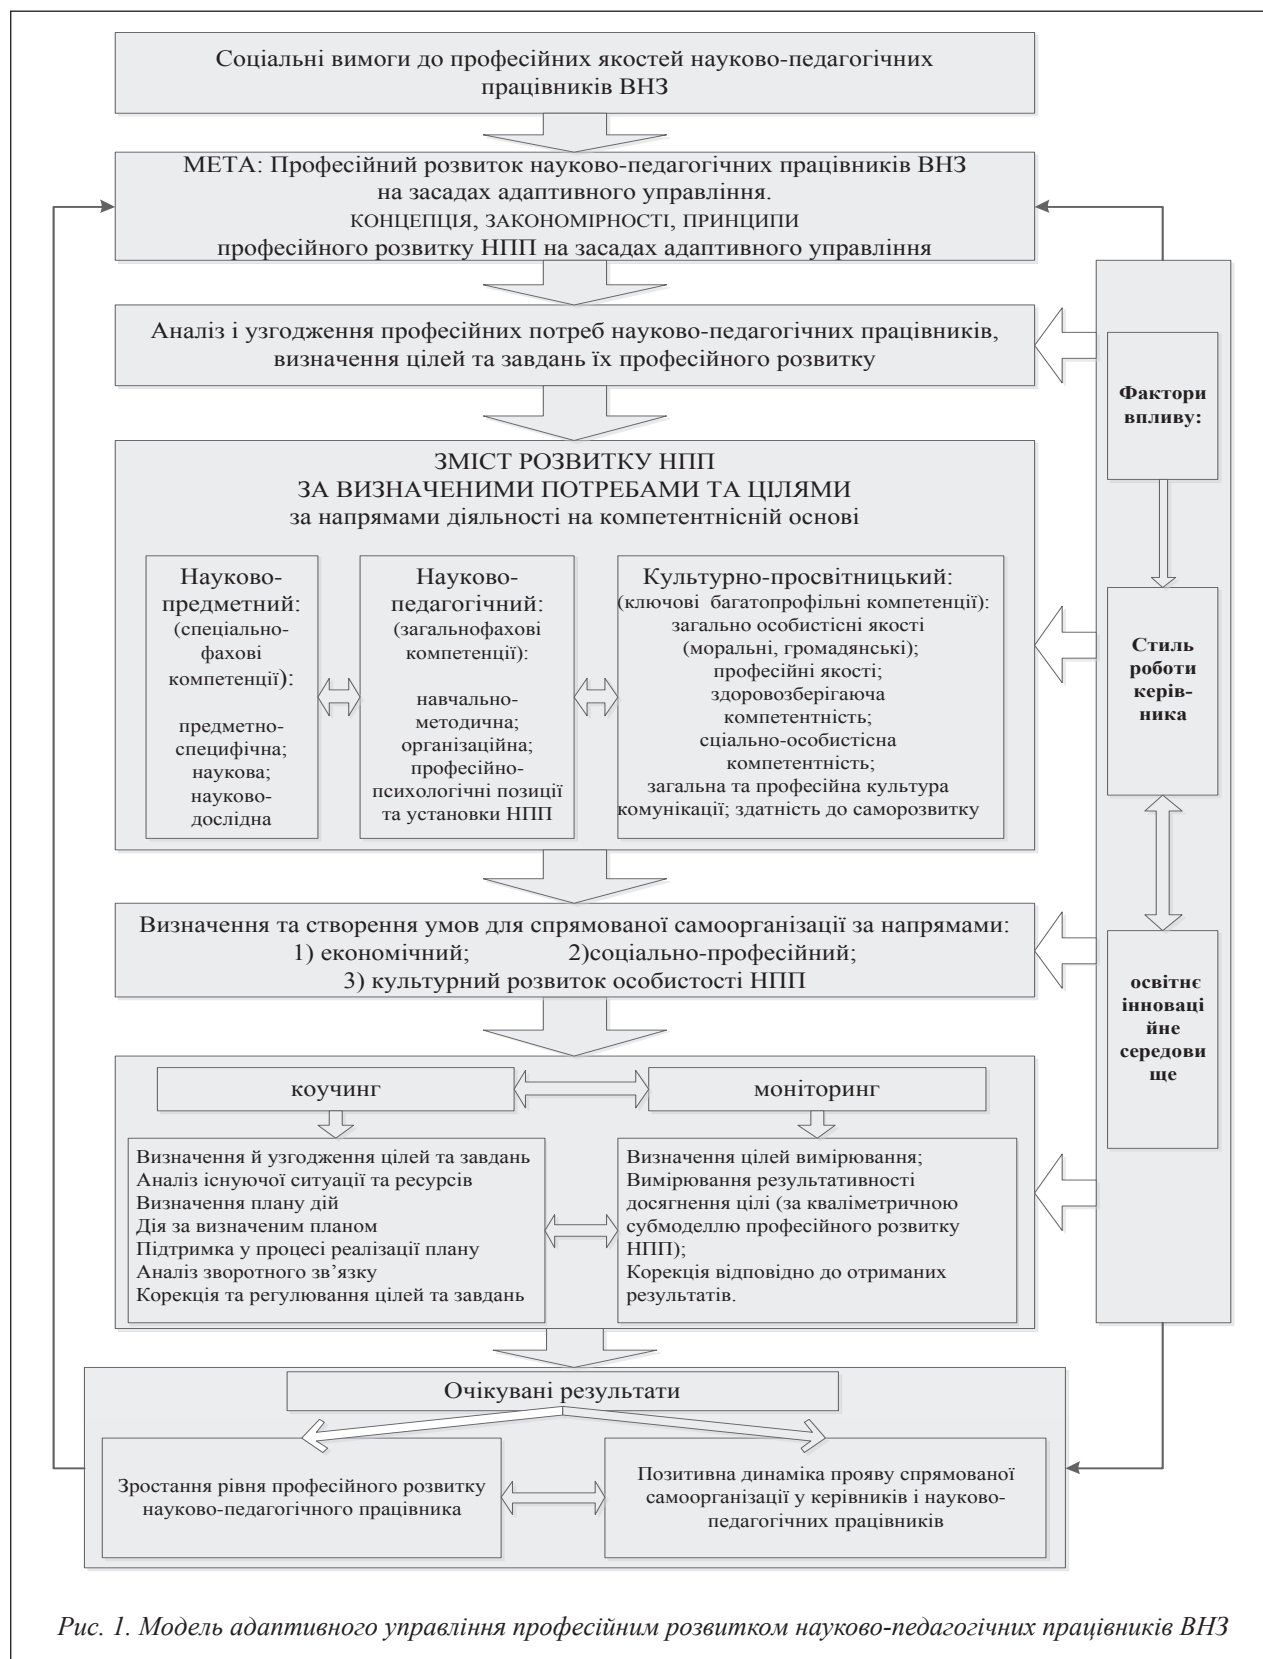 Соціальні вимоги до професійних якостей науково-педагогічних
працівників ВНЗ
МЕТА: Професійний розвиток науково-педагогічних працівників ВНЗ
на засадах адаптивного управління.
КОНЦЕПЦІЯ, ЗАКОНОМІРНОСТІ, ПРИНЦИПИ
професійного розвитку НПП на засадах адаптивного управління
Аналіз і узгодження професійних потреб науково-педагогічних працівників,
визначення цілей та завдань їх професійного розвитку
ЗМІСТ РОЗВИТКУ НПП
ЗА ВИЗНАЧЕНИМИ ПОТРЕБАМИ ТА ЦІЛЯМИ
за напрямами діяльності на компетентнісній основі
Науково-
предметний:
(спеціально-
фахові
компетенції):
предметно-
специфічна;
наукова;
науково-
дослідна
Науково-
педагогічний:
(загальнофахові
компетенції):
навчально-
методична;
організаційна;
професійно-
психологічні позиції
та установки НПП
Культурно-просвітницький:
(ключові багатопрофільні компетенції):
загально особистісні якості
(моральні, громадянські);
професійні якості;
здоровозберігаюча
компетентність;
сціально-особистісна
компетентність;
загальна та професійна культура
комунікації; здатність до саморозвитку
Визначення та створення умов для спрямованої самоорганізації за напрямами:
1) економічний; 2)соціально-професійний;
3) культурний розвиток особистості НПП
коучинг
моніторинг
Визначення й узгодження цілей та завдань
Аналіз існуючої ситуації та ресурсів
Визначення плану дій
Дія за визначеним планом
Підтримка у процесі реалізації плану
Аналіз зворотного зв’язку
Корекція та регулювання цілей та завдань
Визначення цілей вимірювання;
Вимірювання результативності
досягнення цілі (за кваліметричною
субмоделлю професійного розвитку
НПП);
Корекція відповідно до отриманих
результатів.
Очікувані результати
Зростання рівня професійного розвитку
науково-педагогічного працівника
Позитивна динаміка прояву спрямованої
самоорганізації у керівників і науково-
педагогічних працівників
Фактори
впливу:
Стиль
роботи
керів-
ника
освітнє
інноваці
йне
середови
ще
Рис. 1. Модель адаптивного управління професійним розвитком науково-педагогічних працівників ВНЗ